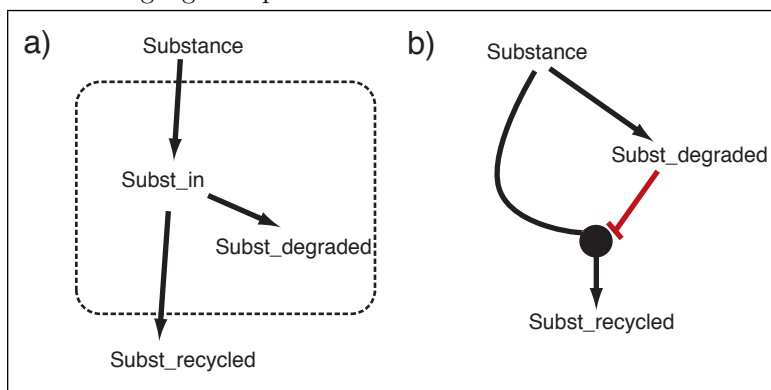 a)
Substance
Subst_in
Subst_degraded
Subst_recycled
b)
Substance
Subst_degraded
Subst_recycled